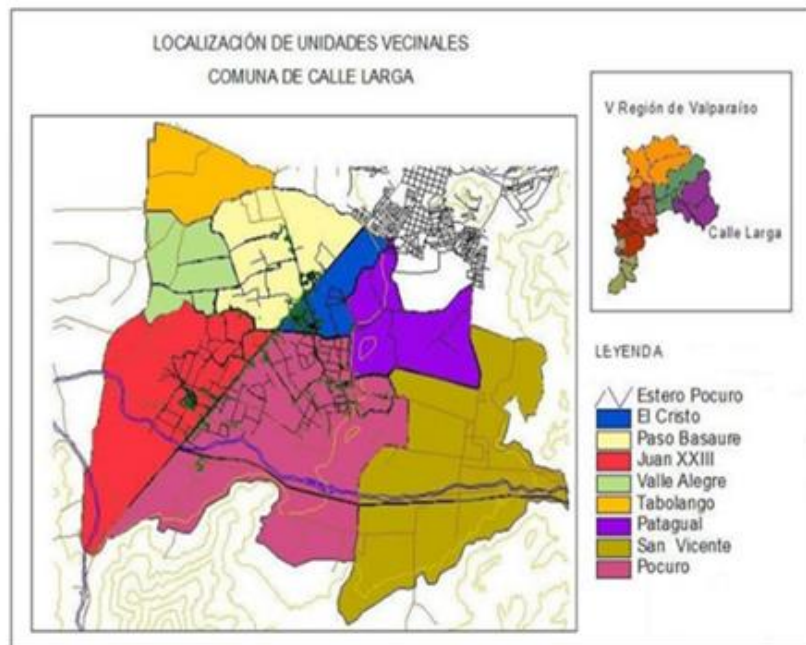 LOCALIZACIÓN DE UNIDADES VECINALES
COMUNA DE CALLE LARGA
V Región de Valparaíso
Calle Larga
LEYENDA
Estero Pocuro
El Cristo
Paso Basaure
Juan XXIII
Valle Alegre
Tabolango
Patagual
San Vicente
Pocuro